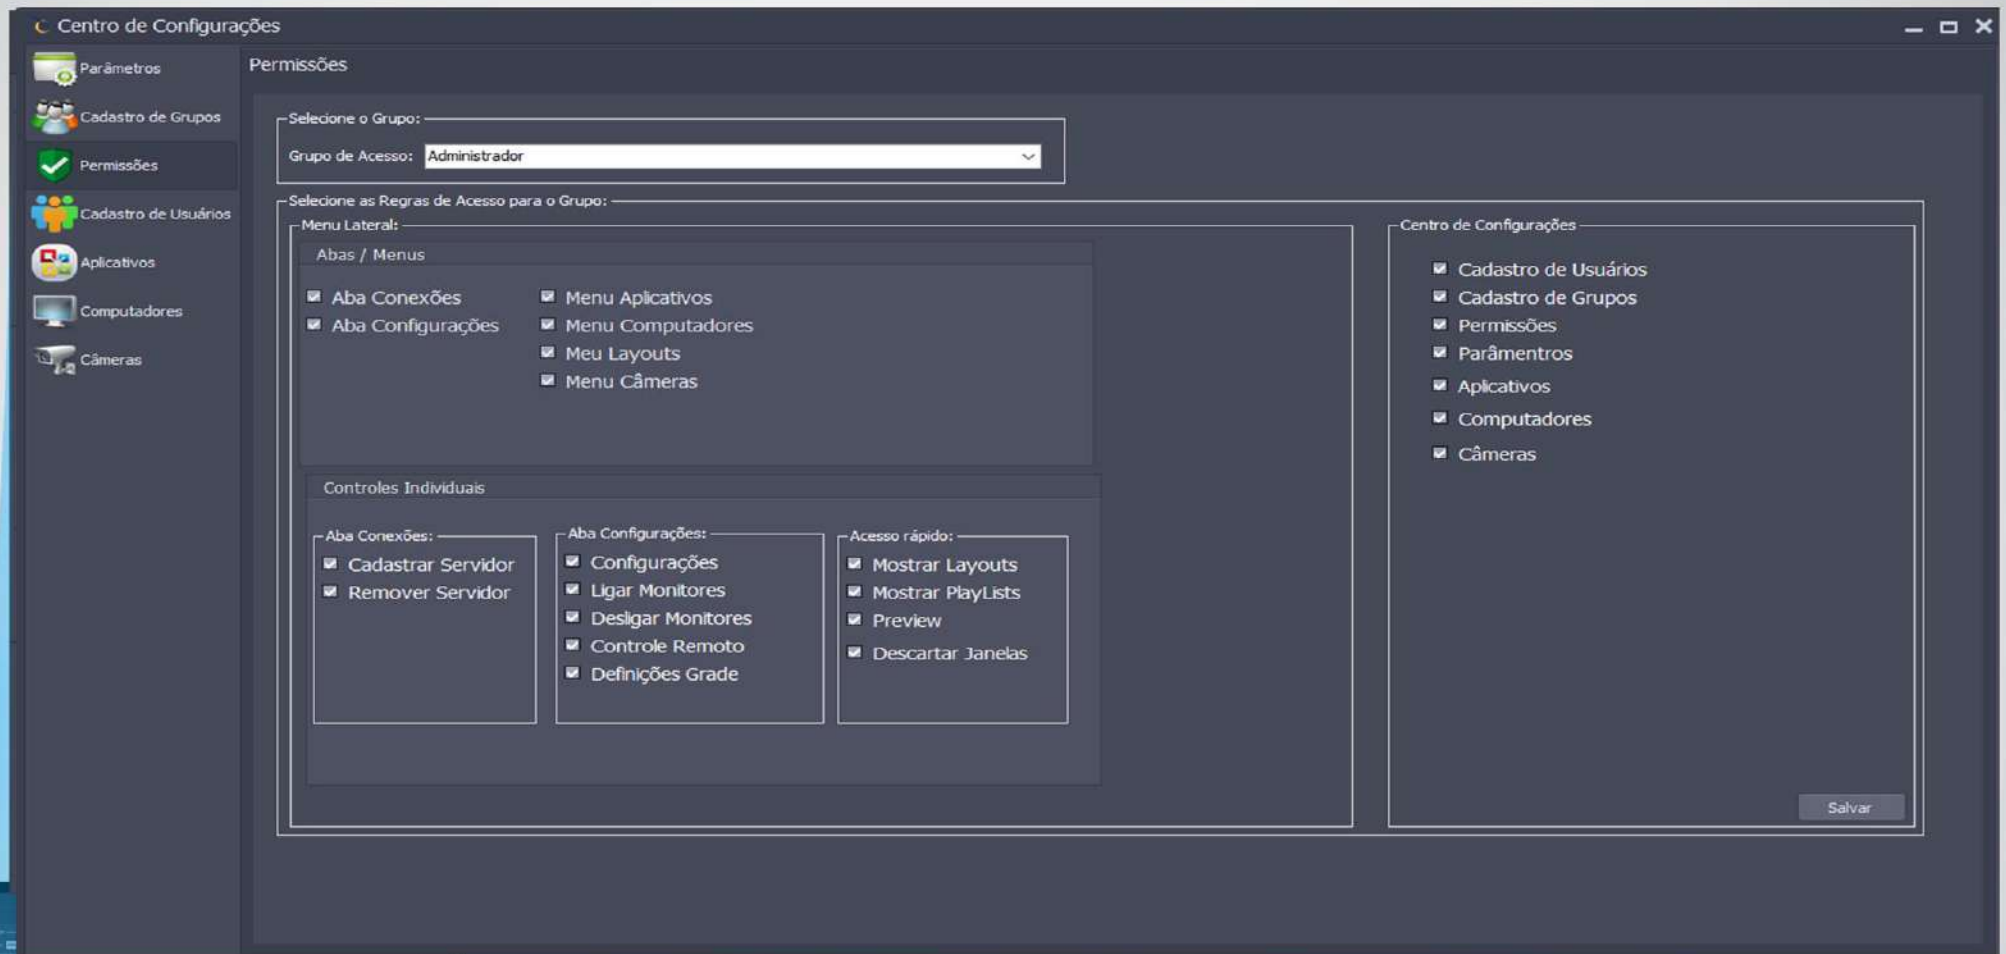 Centro de Configurações
Parâmetros
Cadastro de Grupos
Permissões
Cadastro de Usuários
Aplicativos
Computadores
Câmeras
Permissões
Selecione o Grupo:
Grupo de Acesso: Administrador
Selecione as Regras de Acesso para o Grupo:
Menu Lateral:
Abas / Menus
Aba Conexões
Aba Configurações
Menu Aplicativos
Menu Computadores
Meu Layouts
Menu Câmeras
Controles Individuais
Aba Conexões:
Cadastrar Servidor
Remover Servidor
Aba Configurações:
Configurações
Ligar Monitores
Desligar Monitores
Controle Remoto
Definições Grade
Acesso rápido:
Mostrar Layouts
Mostrar PlayLists
Preview
Descartar Janelas
Centro de Configurações
Cadastro de Usuários
Cadastro de Grupos
Permissões
Parâmentros
Aplicativos
Computadores
Câmeras
Salvar